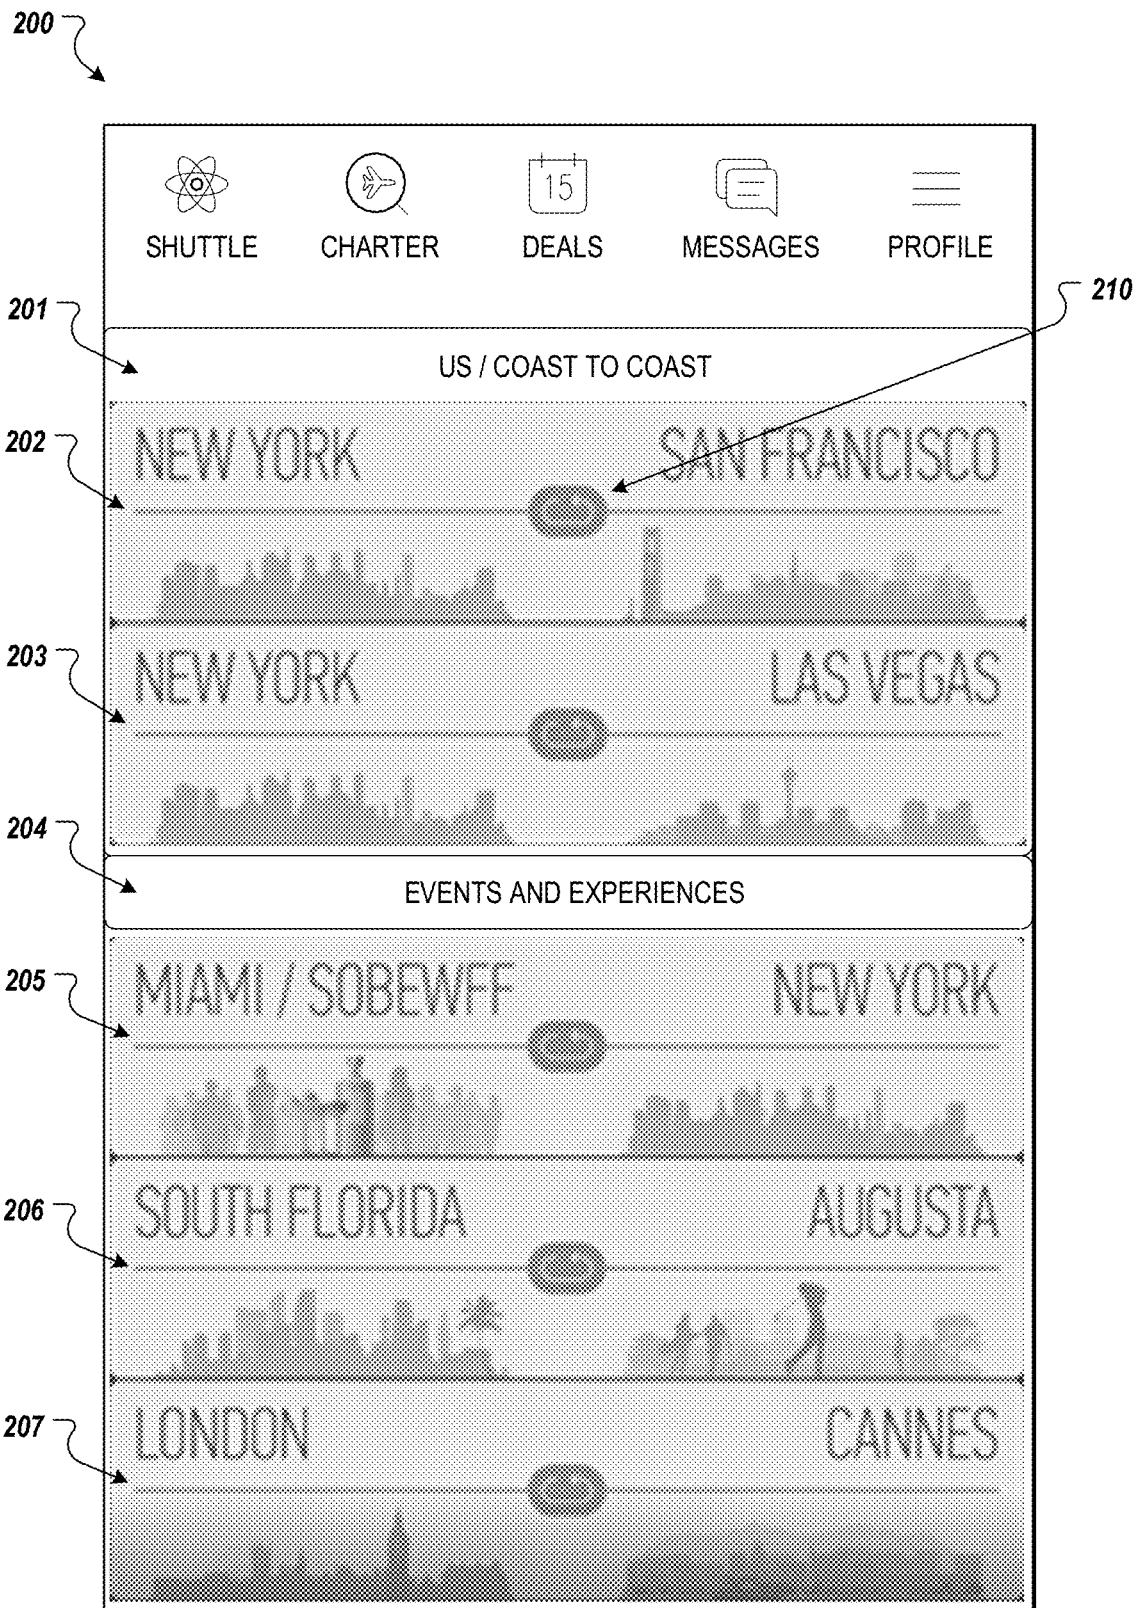 200
15
SHUTTLE CHARTER DEALS MESSAGES PROFILE
201
210
US / COAST TO COAST
202
NEW YORK SAN FRANCISCO
203
NEW YORK LAS VEGAS
204
EVENTS AND EXPERIENCES
205
MIAMI / SOBEWFF NEW YORK
206
SOUTH FLORIDA AUGUSTA
207
LONDON CANNES